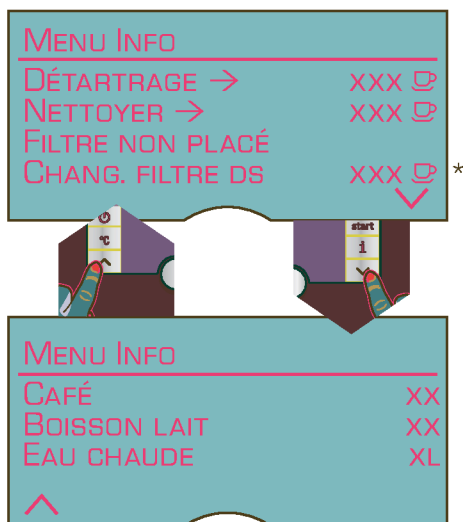 MENU INFO
DÉTARTRAGE → XXX
NETTOYER → XXX
FILTRE NON PLACÉ
CHANG. FILTRE DS XXX *
°C
start
i
MENU INFO
CAFÉ XX
BOISSON LAIT XX
EAU CHAUDE XL